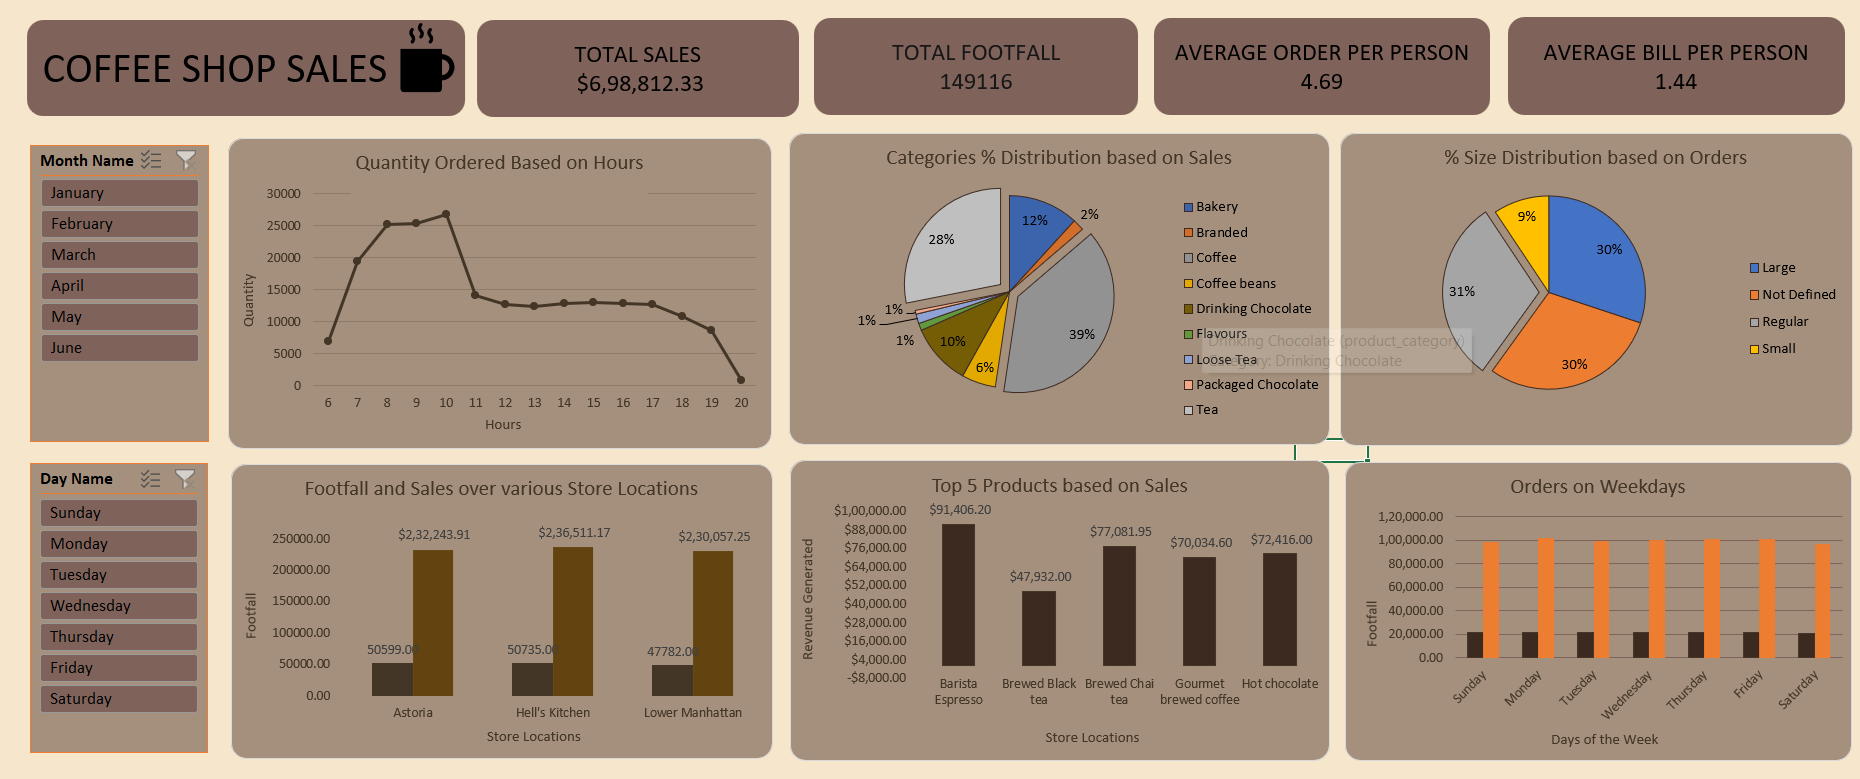 COFFEE SHOP SALES
TOTAL SALES
$6,98,812.33
TOTAL FOOTFALL
149116
AVERAGE ORDER PER PERSON
4.69
AVERAGE BILL PER PERSON
1.44
Month Name
January
February
March
April
May
June
Quantity Ordered Based on Hours
Quantity
30000
25000
20000
15000
10000
5000
0
6 7 8 9 10 11 12 13 14 15 16 17 18 19 20
Hours
Categories % Distribution based on Sales
12%
2%
39%
6%
10%
1%
1%
1%
28%
Bakery
Branded
Coffee
Coffee beans
Drinking Chocolate
Flavours
Loose Tea
Packaged Chocolate
Tea
Drinking Chocolate (product_category)
Category: Drinking Chocolate
% Size Distribution based on Orders
30%
30%
31%
9%
Large
Not Defined
Regular
Small
Day Name
Sunday
Monday
Tuesday
Wednesday
Thursday
Friday
Saturday
Footfall and Sales over various Store Locations
Footfall
250000.00
200000.00
150000.00
100000.00
50000.00
0.00
$2,32,243.91
$2,36,511.17
$2,30,057.25
50599.0
50735.0
47782.0
Astoria
Hell's Kitchen
Lower Manhattan
Store Locations
Top 5 Products based on Sales
Revenue Generated
$1,00,000.00
$88,000.00
$76,000.00
$64,000.00
$52,000.00
$40,000.00
$28,000.00
$16,000.00
$4,000.00
-$8,000.00
$91,406.20
$47,932.00
$77,081.95
$70,034.60
$72,416.00
Barista
Espresso
Brewed Black
tea
Brewed Chai
tea
Gourmet
brewed coffee
Hot chocolate
Store Locations
Orders on Weekdays
Footfall
1,20,000.00
1,00,000.00
80,000.00
60,000.00
40,000.00
20,000.00
0.00
Sunday
Monday
Tuesday
Wednesday
Thursday
Friday
Saturday
Days of the Week